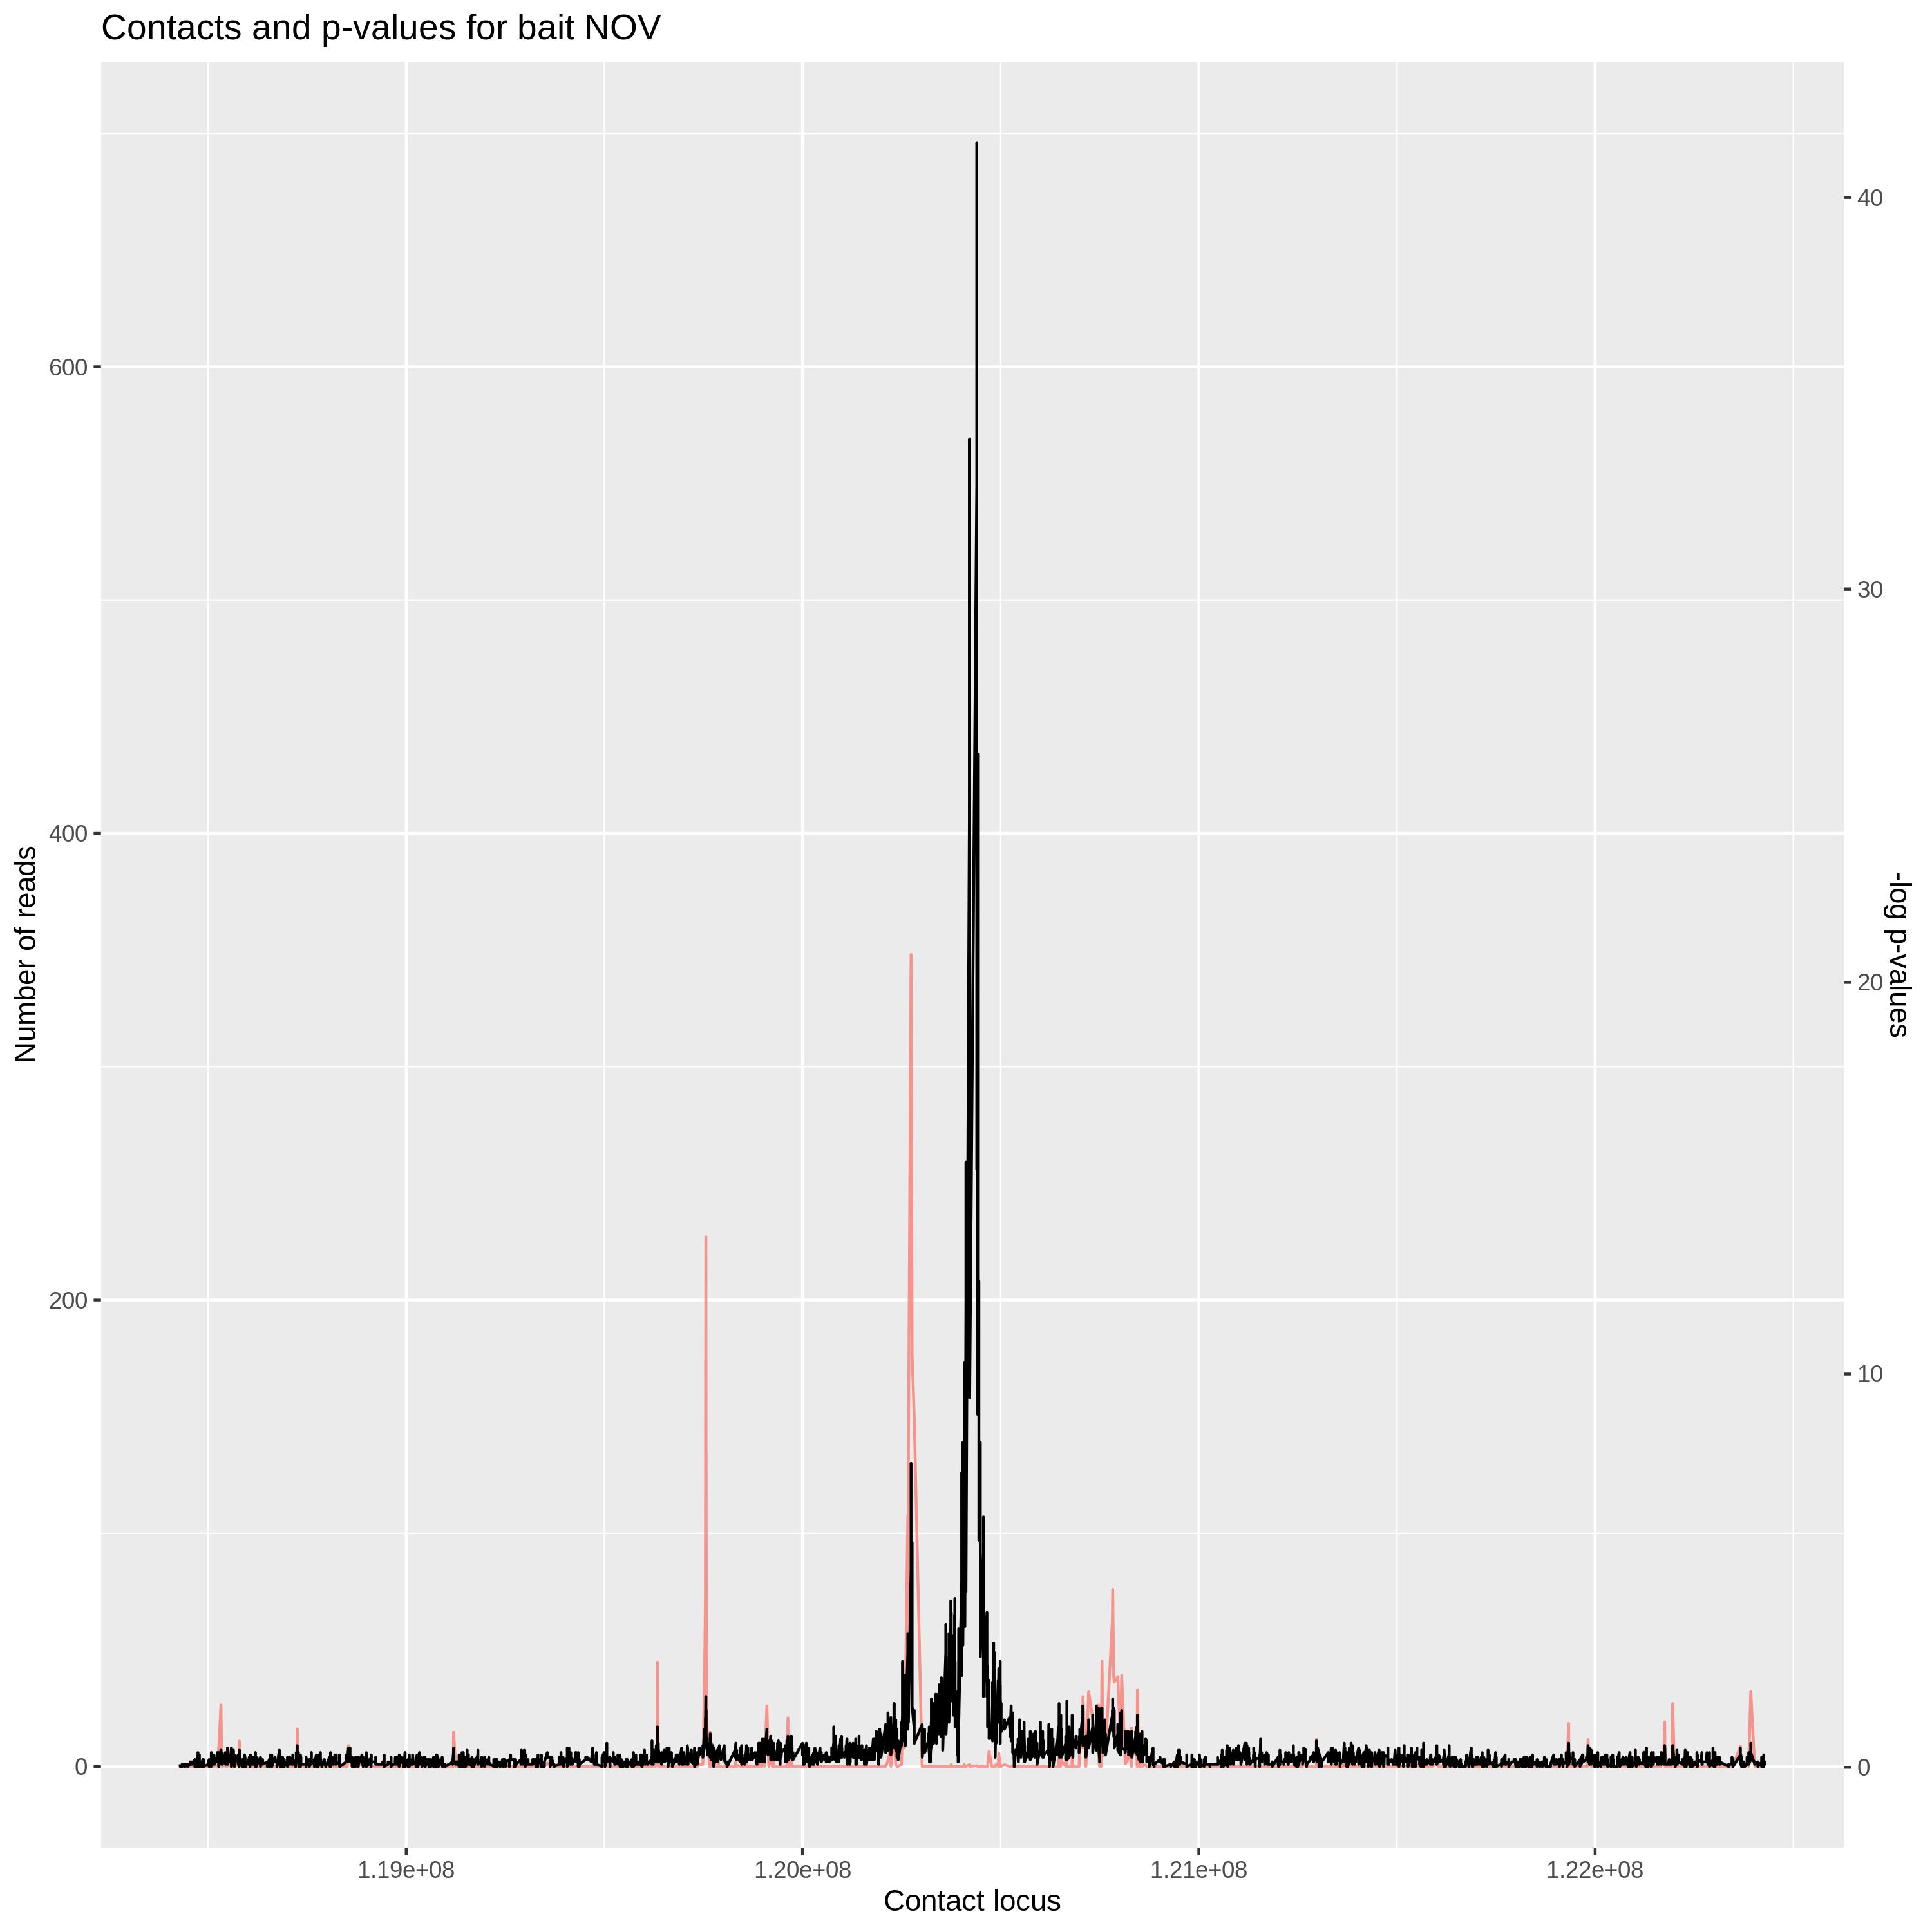 Contacts and p-values for bait NOV
Number of reads
600
400
200
0
40
30
20
10
0
-log p-values
1.19e+08
1.20e+08
1.21e+08
1.22e+08
Contact locus